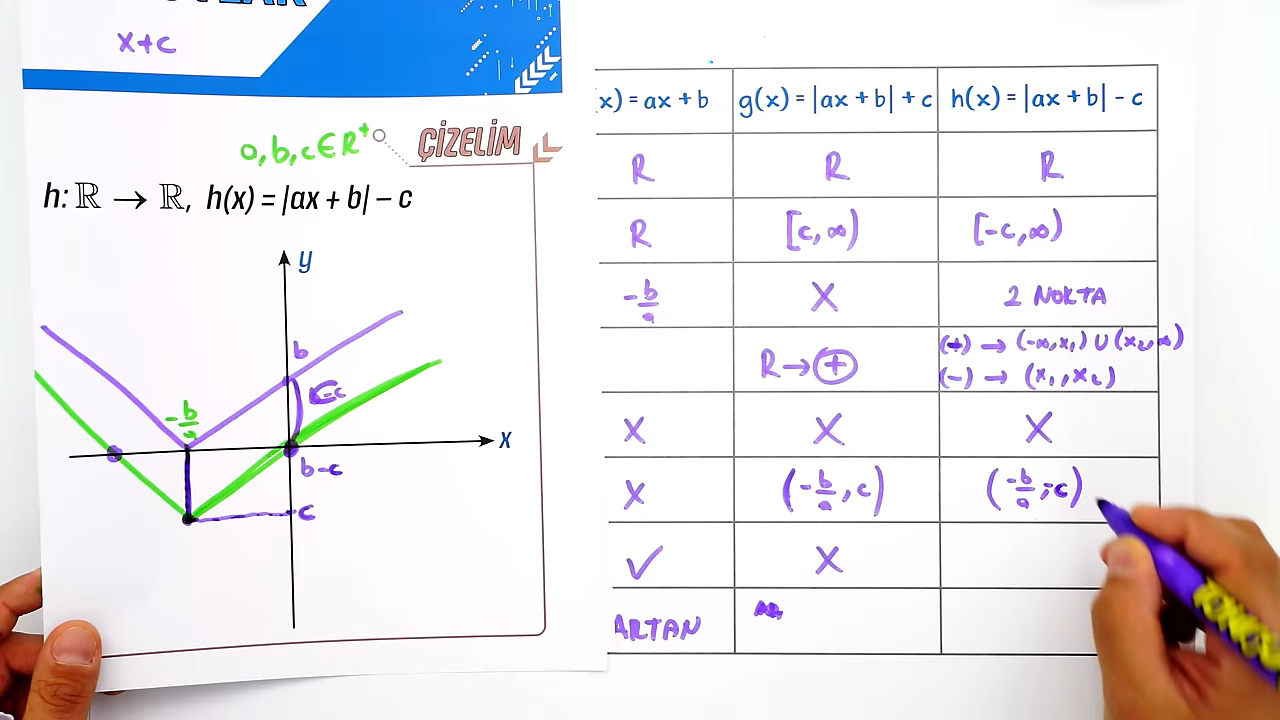 x+c
a,b,c∈R⁺
ÇİZELİM
h: ℝ → ℝ, h(x) = |ax + b| – c
y
b
-c
-b/a
x
b-c
-c
(x) = ax + b
g(x) = |ax + b| + c
h(x) = |ax + b| - c
R
R
R
R
[c, ∞)
[-c, ∞)
-b/a
X
2 NOKTA
R→(+)
(+) → (-∞, x₁) U (x₂, ∞)
(-) → (x₁, x₂)
X
X
X
X
(-b/a, c)
(-b/a, -c)
✓
X
ARTAN